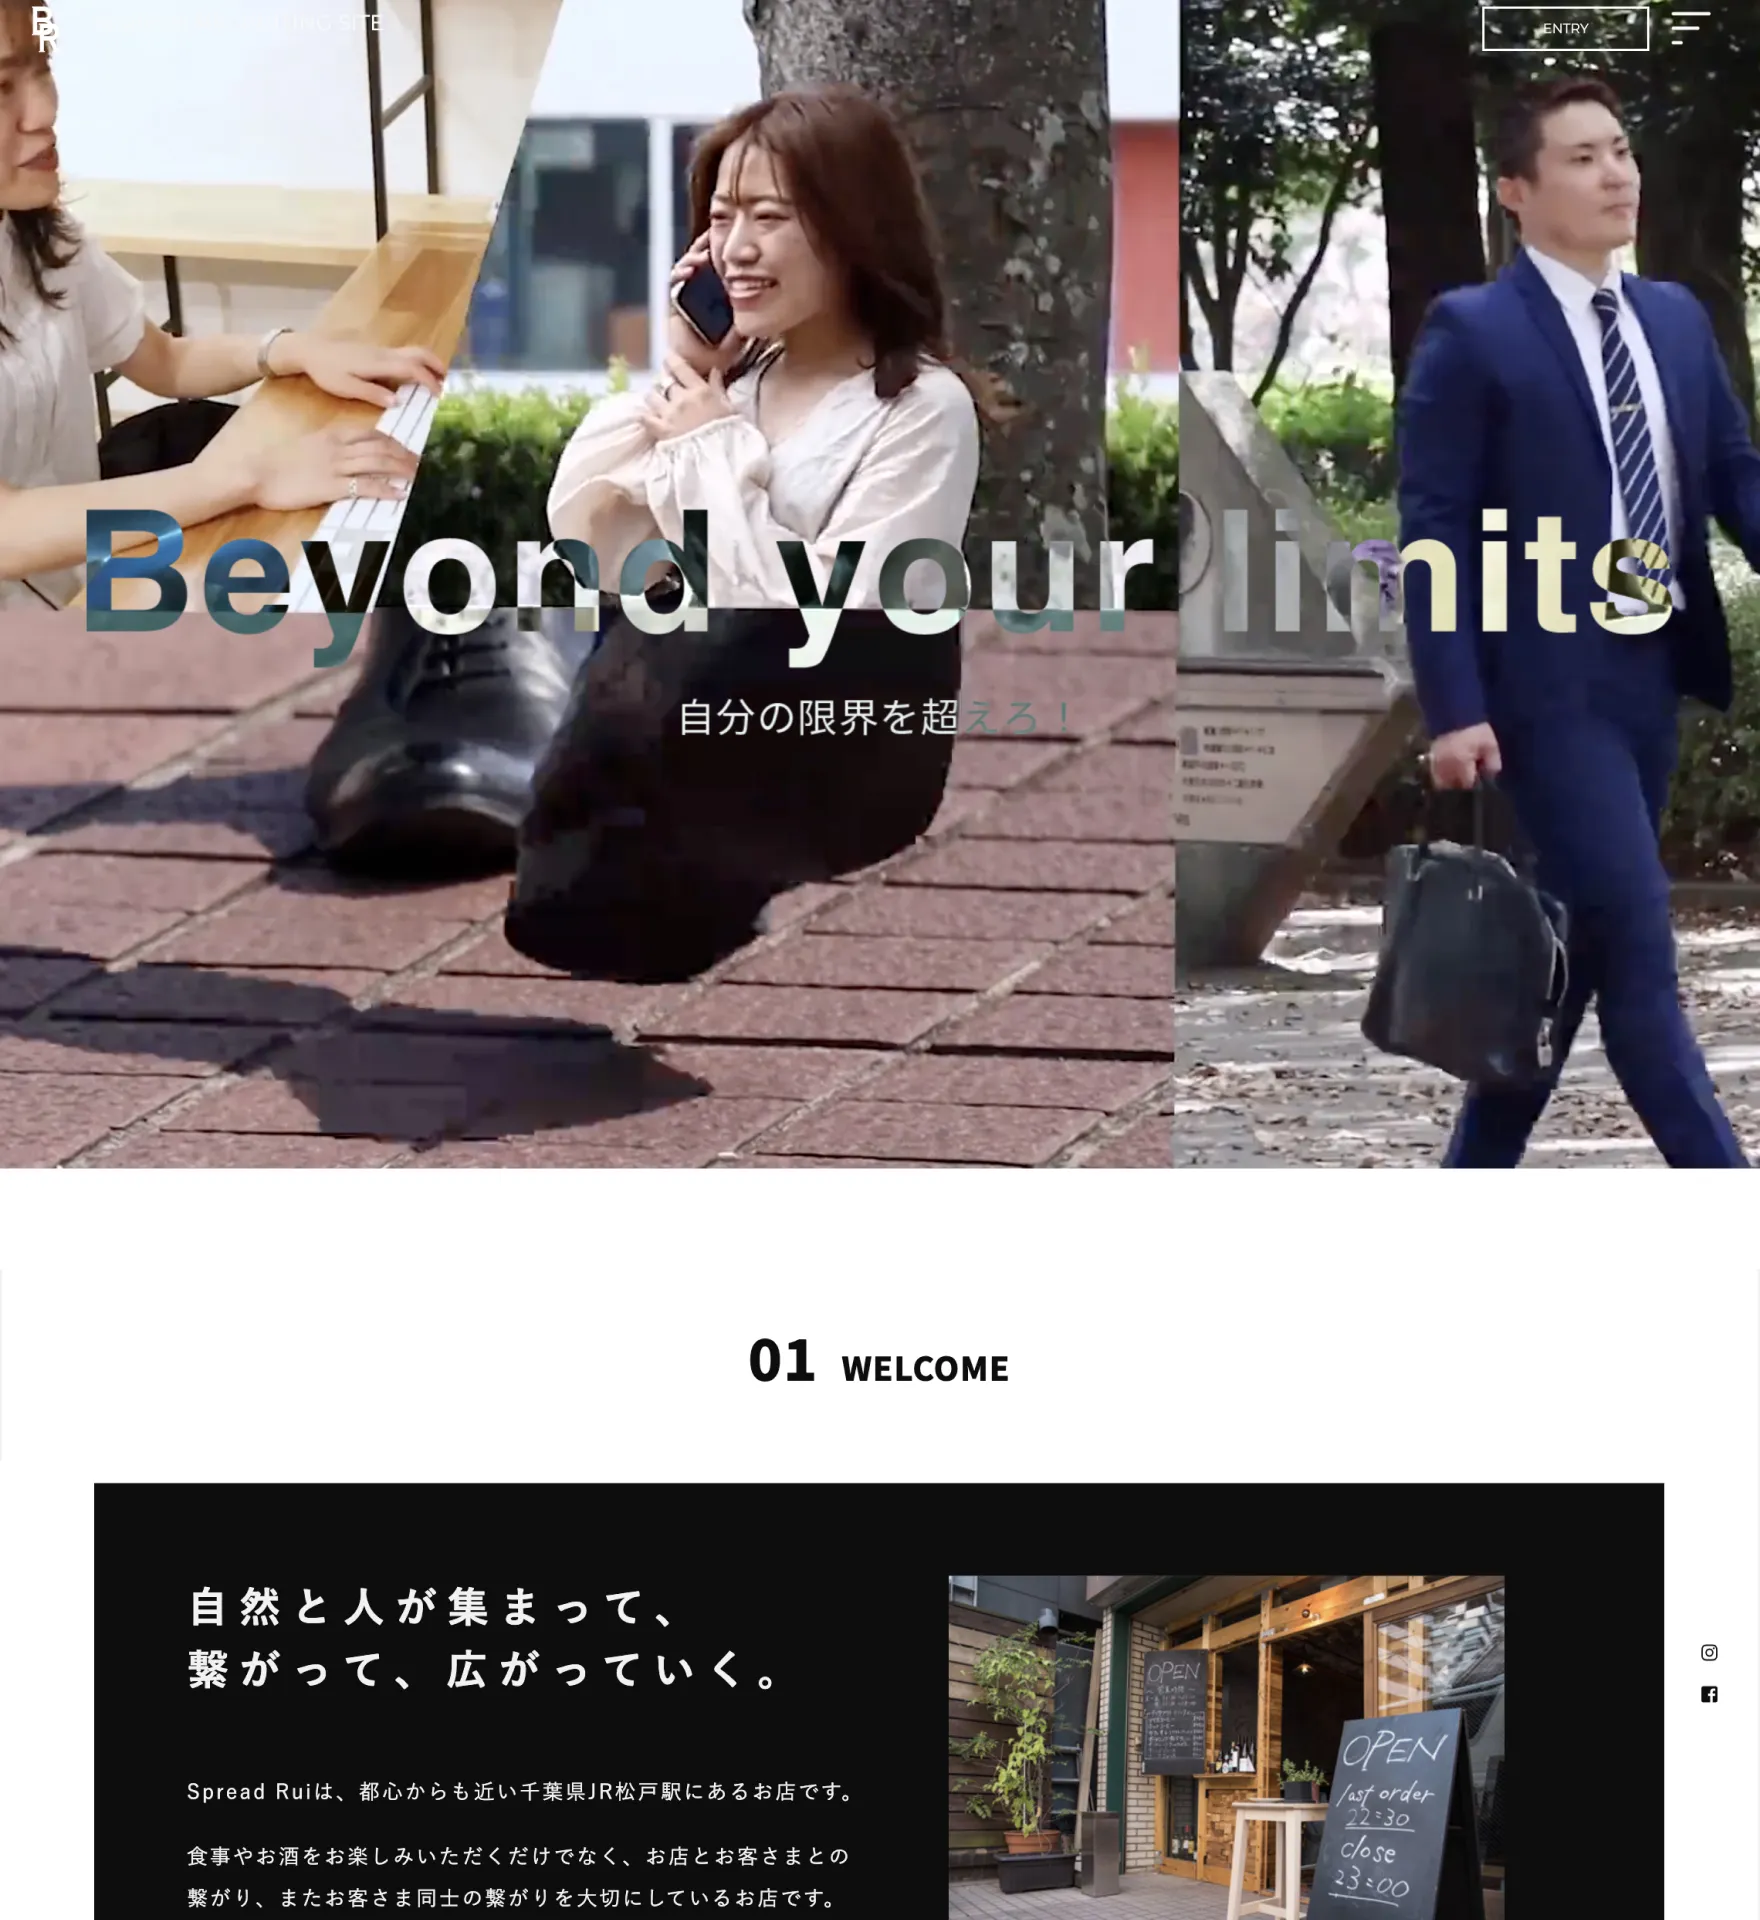 BR
ING SITE
ENTRY
Beyond your limits
自分の限界を超えろ！
01 WELCOME
自然と人が集まって、
繋がって、広がっていく。
Spread Ruiは、都心からも近い千葉県JR松戸駅にあるお店です。
食事やお酒をお楽しみいただくだけでなく、お店とお客さまとの
繋がり、またお客さま同士の繋がりを大切にしているお店です。
OPEN
OPEN
last order
22:30
close
23:00